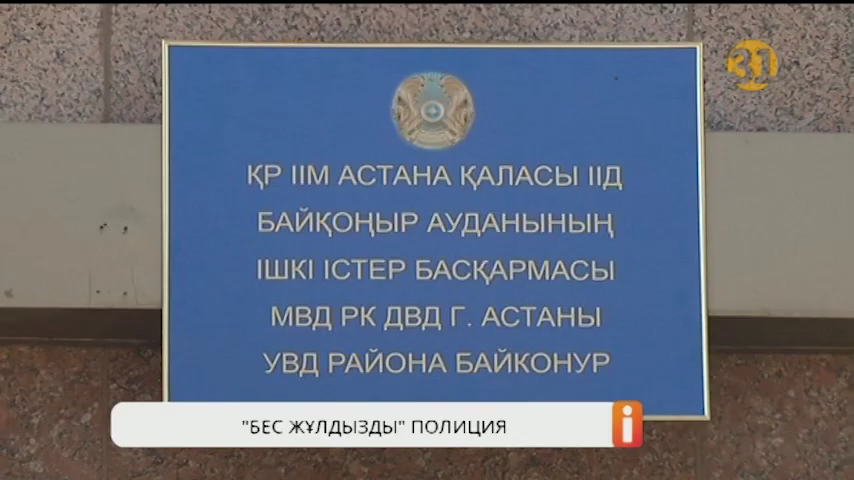 31
ҚР ІІМ АСТАНА ҚАЛАСЫ ІІД
БАЙҚОҢЫР АУДАНЫНЫҢ
ІШКІ ІСТЕР БАСҚАРМАСЫ
МВД РК ДВД Г. АСТАНЫ
УВД РАЙОНА БАЙКОНУР
"БЕС ЖҰЛДЫЗДЫ" ПОЛИЦИЯ i